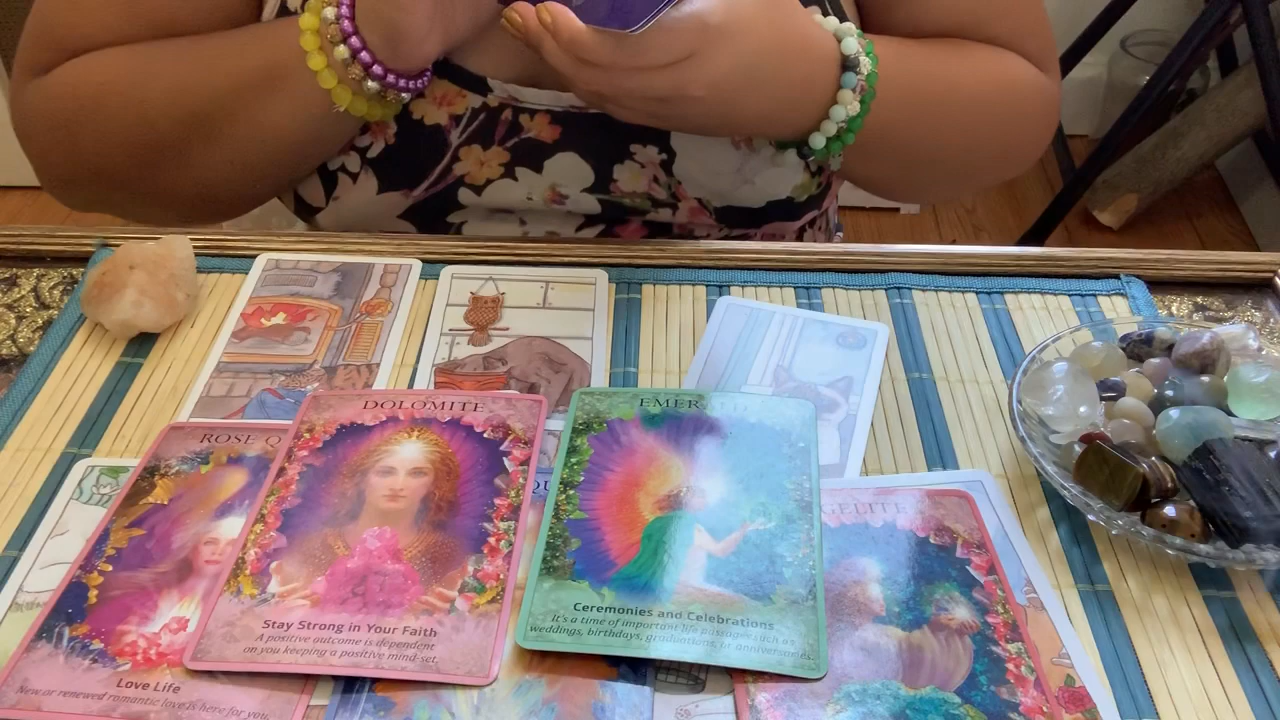 DOLOMITE
EMER
ROSE Q
QU
GELITE
Ceremonies and Celebrations
It's a time of important life passages such as
weddings, birthdays, graduations, or anniversaries.
Stay Strong in Your Faith
A positive outcome is dependent
on you keeping a positive mind-set.
Love Life
New or renewed romantic love is here for you.